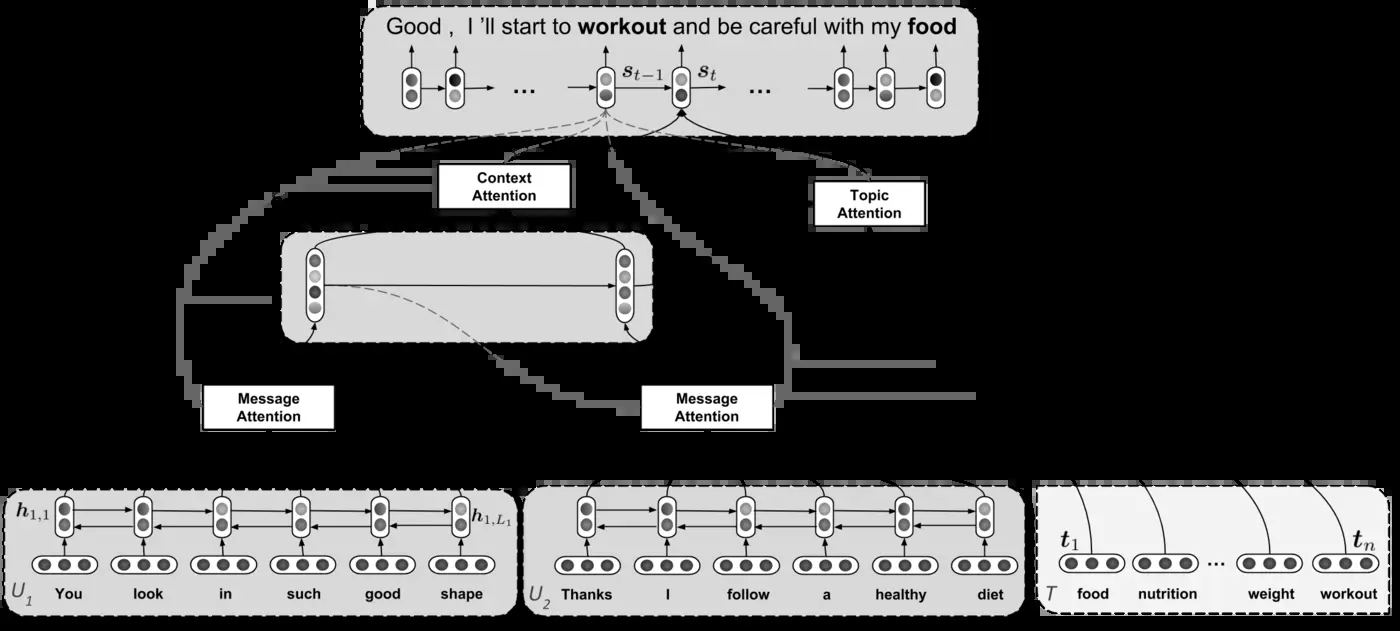 Good , I 'll start to workout and be careful with my food
s_{t−1} s_t
... ...
Context
Attention
Topic
Attention
Message
Attention
Message
Attention
h_{1,1} h_{1,L_1}
U_1 You look in such good shape
U_2 Thanks I follow a healthy diet
t_1 ... t_n
T food nutrition weight workout